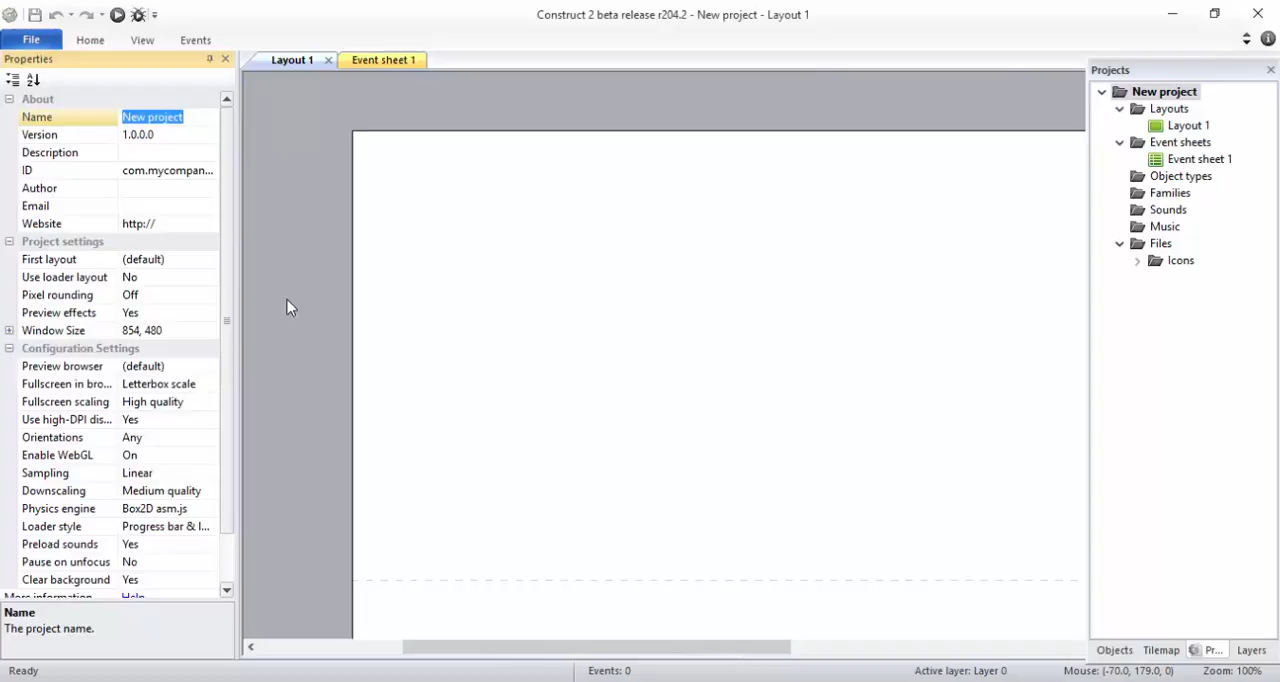 Construct 2 beta release r204.2 - New project - Layout 1
File Home View Events
Properties
About
Name New project
Version 1.0.0.0
Description
ID com.mycompan...
Author
Email
Website http://
Project settings
First layout (default)
Use loader layout No
Pixel rounding Off
Preview effects Yes
Window Size 854, 480
Configuration Settings
Preview browser (default)
Fullscreen in bro... Letterbox scale
Fullscreen scaling High quality
Use high-DPI dis... Yes
Orientations Any
Enable WebGL On
Sampling Linear
Downscaling Medium quality
Physics engine Box2D asm.js
Loader style Progress bar & l...
Preload sounds Yes
Pause on unfocus No
Clear background Yes
More information Help
Name
The project name.
Layout 1 Event sheet 1
Projects
New project
Layouts
Layout 1
Event sheets
Event sheet 1
Object types
Families
Sounds
Music
Files
Icons
Objects Tilemap Pr... Layers
Ready Events: 0 Active layer: Layer 0 Mouse: (-70.0, 179.0, 0) Zoom: 100%